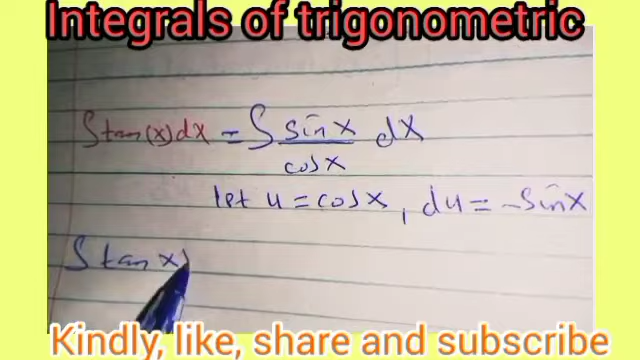 Integrals of trigonometric
∫ tan(x) dx = ∫ sin x / cos x dx
let u = cos x , du = - sin x
∫ tan x
Kindly, like, share and subscribe